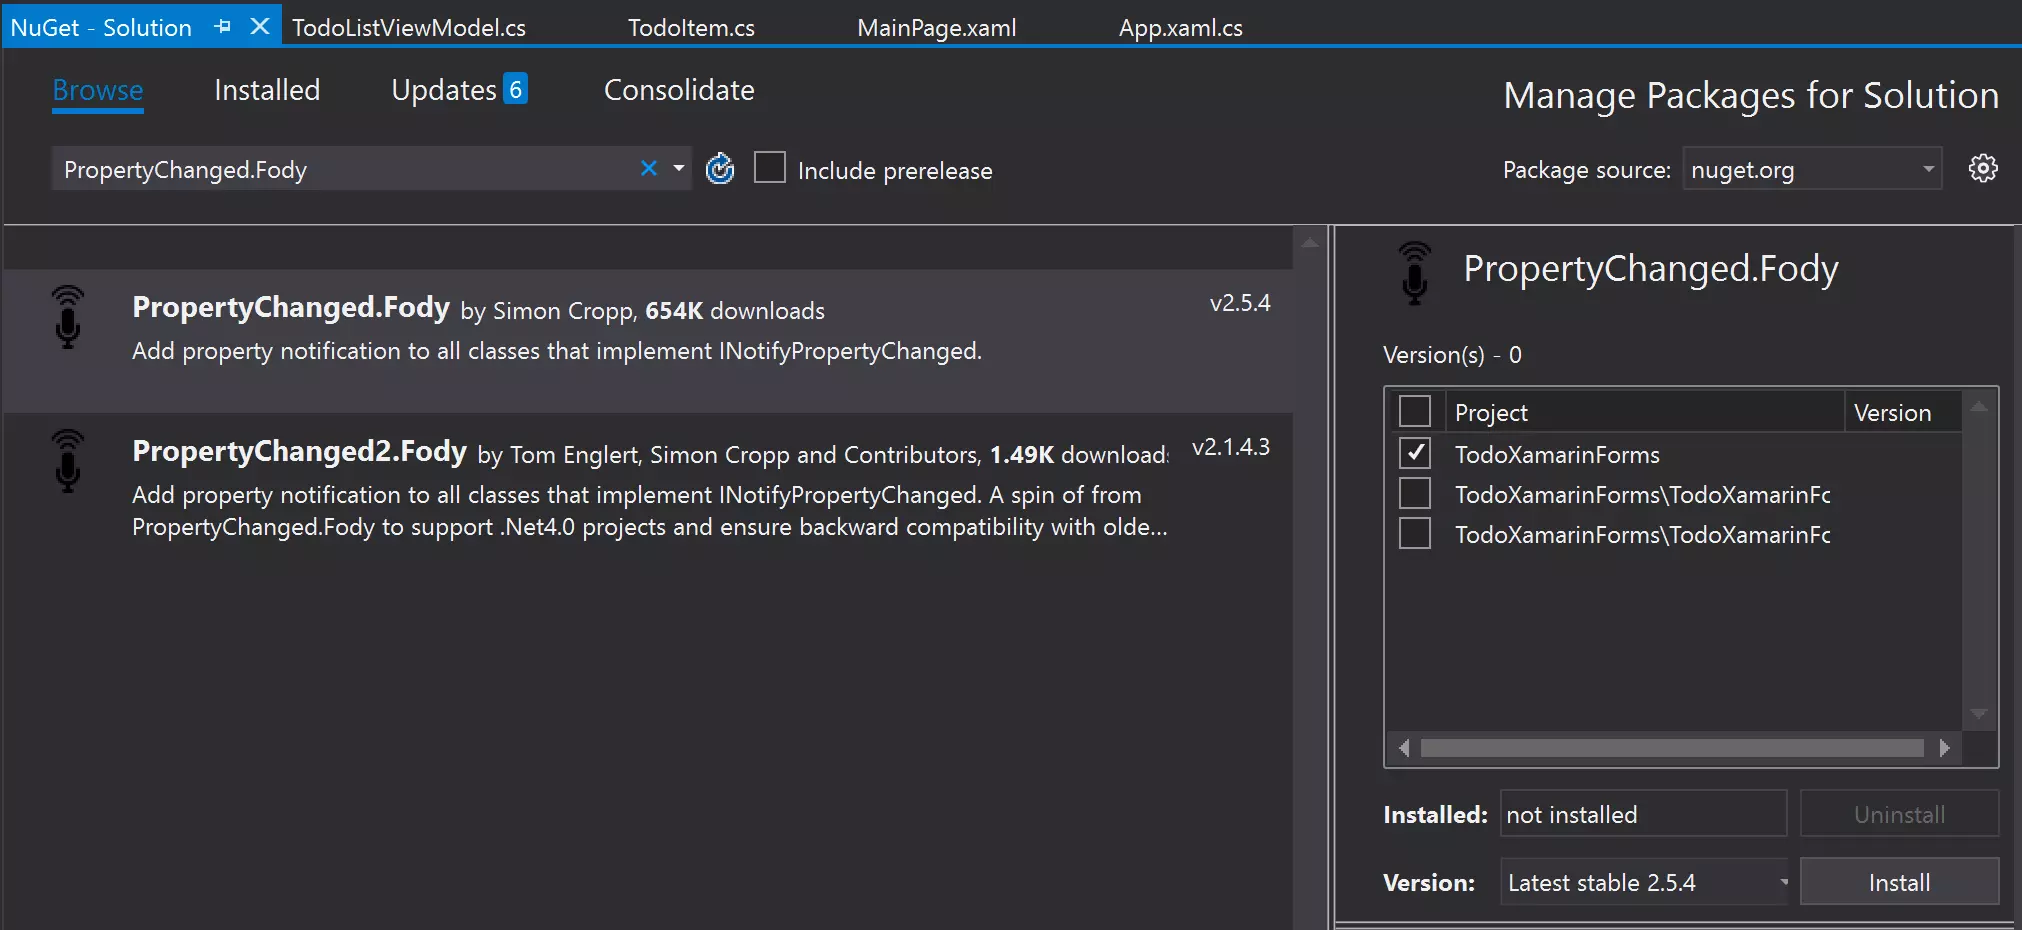 NuGet - Solution TodoListViewModel.cs TodoItem.cs MainPage.xaml App.xaml.cs
Browse Installed Updates 6 Consolidate
Manage Packages for Solution
PropertyChanged.Fody Include prerelease
Package source: nuget.org
PropertyChanged.Fody by Simon Cropp, 654K downloads v2.5.4
Add property notification to all classes that implement INotifyPropertyChanged.
PropertyChanged2.Fody by Tom Englert, Simon Cropp and Contributors, 1.49K download v2.1.4.3
Add property notification to all classes that implement INotifyPropertyChanged. A spin of from
PropertyChanged.Fody to support .Net4.0 projects and ensure backward compatibility with olde...
PropertyChanged.Fody
Version(s) - 0
Project Version
TodoXamarinForms
TodoXamarinForms\TodoXamarinFc
TodoXamarinForms\TodoXamarinFc
Installed: not installed Uninstall
Version: Latest stable 2.5.4 Install